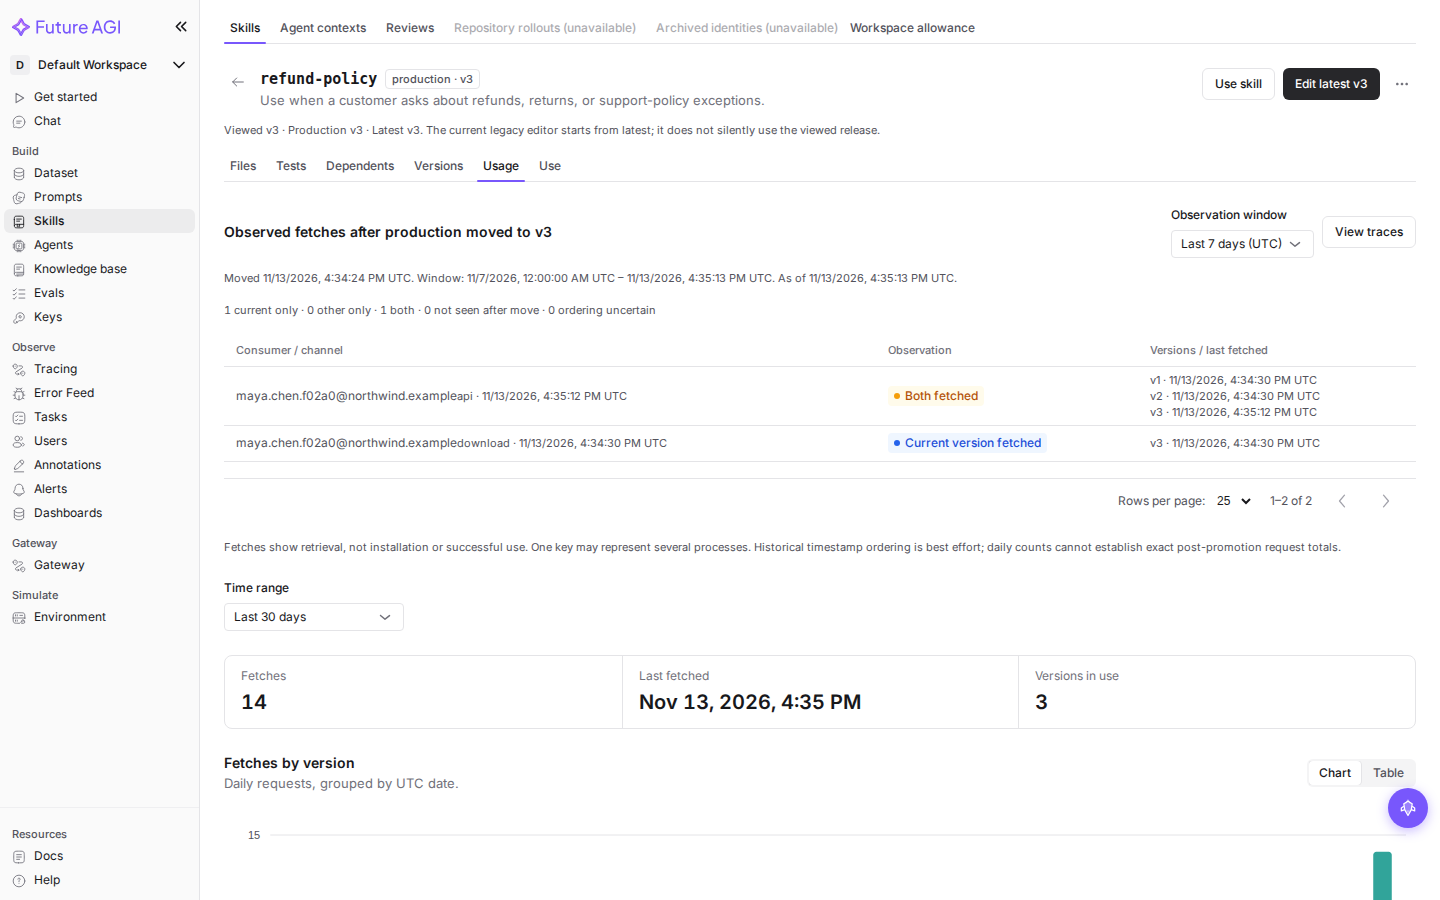 Future AGI
D Default Workspace
Get started
Chat
Build
Dataset
Prompts
Skills
Agents
Knowledge base
Evals
Keys
Observe
Tracing
Error Feed
Tasks
Users
Annotations
Alerts
Dashboards
Gateway
Gateway
Simulate
Environment
Resources
Docs
Help
Skills Agent contexts Reviews Repository rollouts (unavailable) Archived identities (unavailable) Workspace allowance
refund-policy production · v3
Use when a customer asks about refunds, returns, or support-policy exceptions.
Use skill Edit latest v3
Viewed v3 · Production v3 · Latest v3. The current legacy editor starts from latest; it does not silently use the viewed release.
Files Tests Dependents Versions Usage Use
Observed fetches after production moved to v3
Observation window
Last 7 days (UTC)
View traces
Moved 11/13/2026, 4:34:24 PM UTC. Window: 11/7/2026, 12:00:00 AM UTC – 11/13/2026, 4:35:13 PM UTC. As of 11/13/2026, 4:35:13 PM UTC.
1 current only · 0 other only · 1 both · 0 not seen after move · 0 ordering uncertain
Consumer / channel Observation Versions / last fetched
maya.chen.f02a0@northwind.exampleapi · 11/13/2026, 4:35:12 PM UTC Both fetched
v1 · 11/13/2026, 4:34:30 PM UTC
v2 · 11/13/2026, 4:34:30 PM UTC
v3 · 11/13/2026, 4:35:12 PM UTC
maya.chen.f02a0@northwind.exampledownload · 11/13/2026, 4:34:30 PM UTC Current version fetched v3 · 11/13/2026, 4:34:30 PM UTC
Rows per page: 25 1–2 of 2
Fetches show retrieval, not installation or successful use. One key may represent several processes. Historical timestamp ordering is best effort; daily counts cannot establish exact post-promotion request totals.
Time range
Last 30 days
Fetches
14
Last fetched
Nov 13, 2026, 4:35 PM
Versions in use
3
Fetches by version
Daily requests, grouped by UTC date.
Chart Table
15